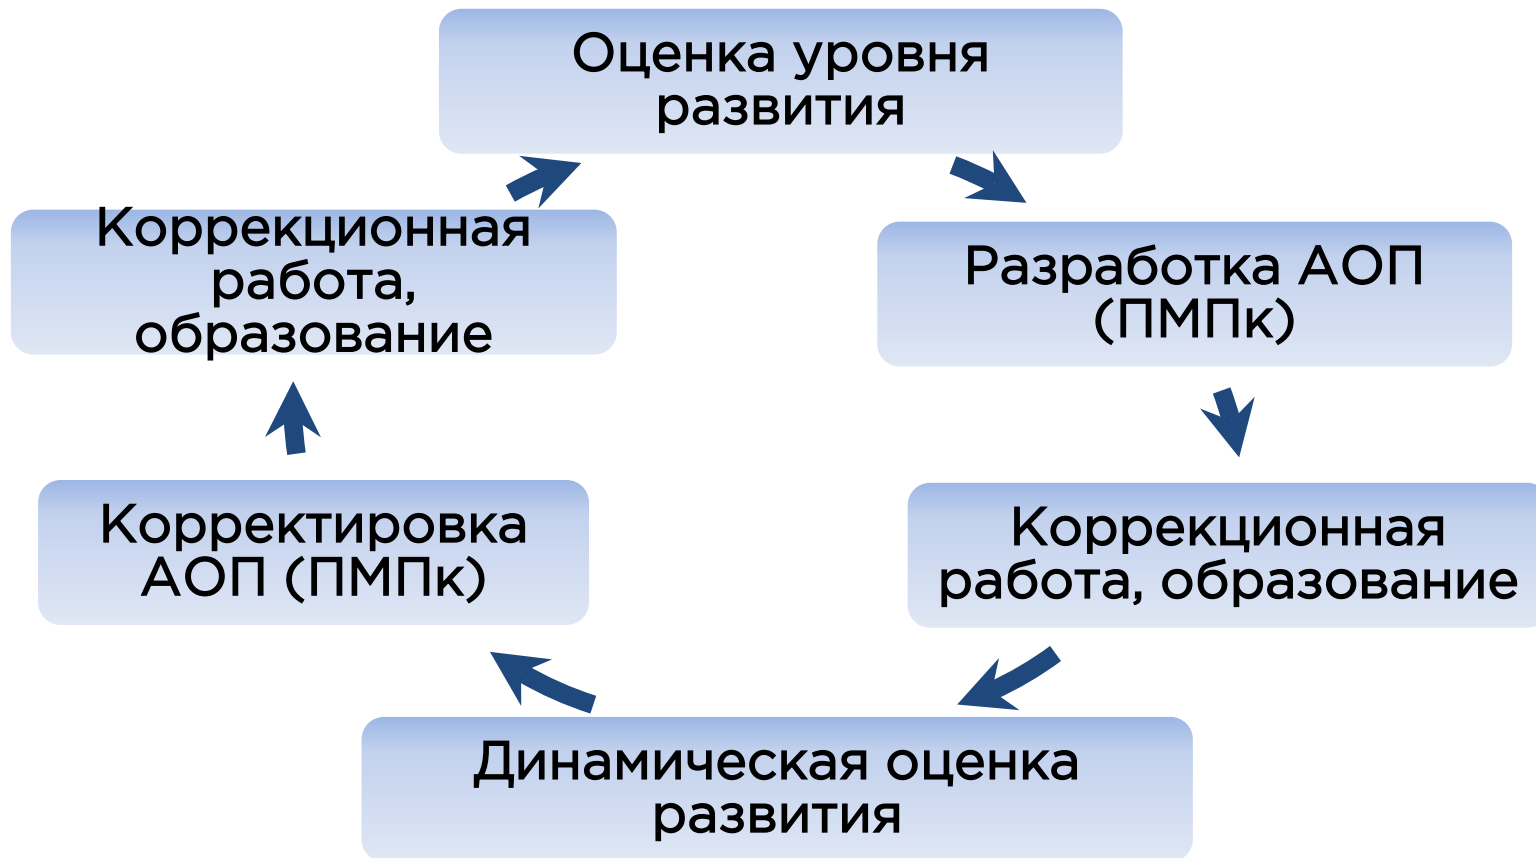 Оценка уровня
развития
Разработка АОП
(ПМПк)
Коррекционная
работа, образование
Динамическая оценка
развития
Корректировка
АОП (ПМПк)
Коррекционная
работа,
образование